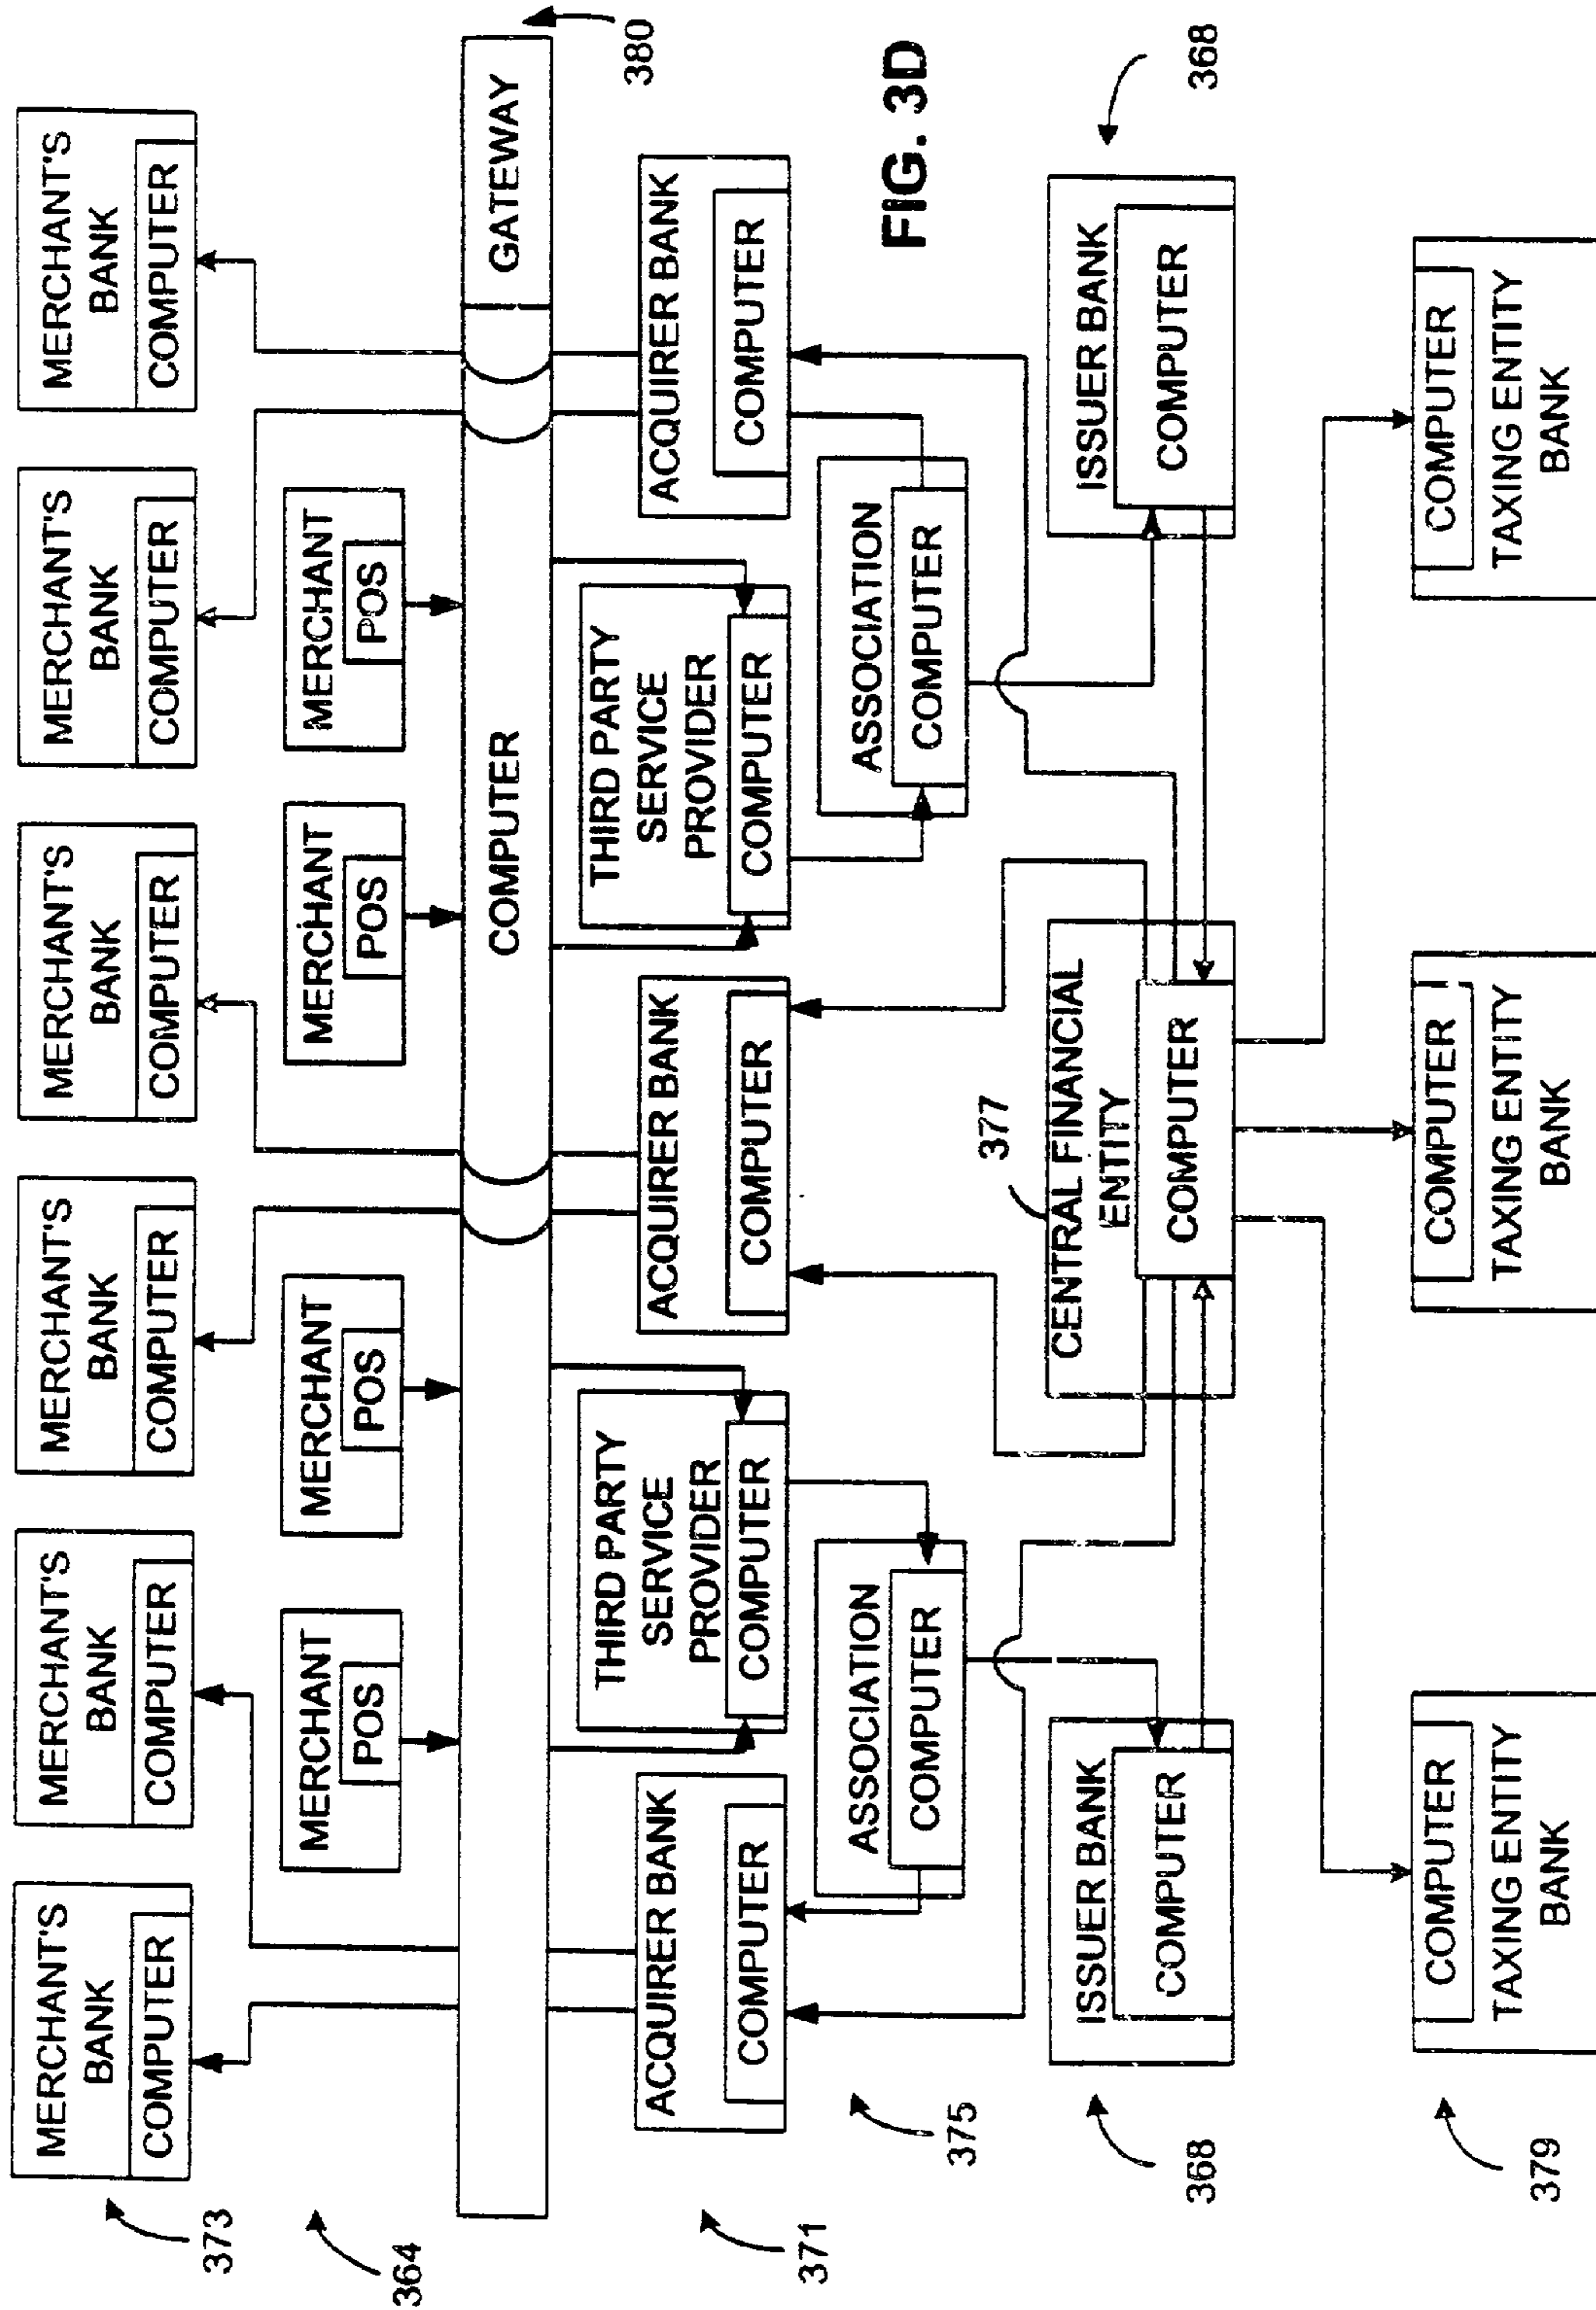 MERCHANT'S
BANK
COMPUTER
MERCHANT'S
BANK
COMPUTER
MERCHANT'S
BANK
COMPUTER
MERCHANT'S
BANK
COMPUTER
MERCHANT'S
BANK
COMPUTER
MERCHANT'S
BANK
COMPUTER
373
MERCHANT
POS
MERCHANT
POS
MERCHANT
POS
MERCHANT
POS
364
COMPUTER
GATEWAY
380
ACQUIRER BANK
COMPUTER
THIRD PARTY
SERVICE
PROVIDER
COMPUTER
ACQUIRER BANK
COMPUTER
THIRD PARTY
SERVICE
PROVIDER
COMPUTER
ACQUIRER BANK
COMPUTER
371
ASSOCIATION
COMPUTER
ASSOCIATION
COMPUTER
FIG. 3D
375
377
ISSUER BANK
COMPUTER
CENTRAL FINANCIAL
ENTITY
COMPUTER
ISSUER BANK
COMPUTER
368
368
COMPUTER
TAXING ENTITY
BANK
COMPUTER
TAXING ENTITY
BANK
COMPUTER
TAXING ENTITY
BANK
379